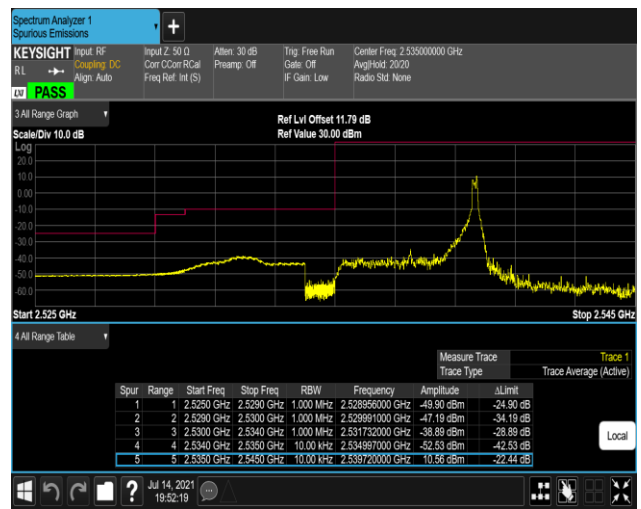 Spectrum Analyzer 1
Spurious Emissions
+
KEYSIGHT
R L
LXI PASS
Input: RF
Coupling: DC
Align: Auto
Input Z: 50 Ω
Corr CCorr RCal
Freq Ref: Int (S)
Atten: 30 dB
Preamp: Off
Trig: Free Run
Gate: Off
IF Gain: Low
Center Freq: 2.535000000 GHz
Avg|Hold: 20/20
Radio Std: None
3 All Range Graph
Scale/Div 10.0 dB
Ref Lvl Offset 11.79 dB
Ref Value 30.00 dBm
Log
20.0
10.0
0.00
-10.0
-20.0
-30.0
-40.0
-50.0
-60.0
Start 2.525 GHz
Stop 2.545 GHz
4 All Range Table
Measure Trace Trace 1
Trace Type Trace Average (Active)
Spur Range Start Freq Stop Freq RBW Frequency Amplitude ΔLimit
1 1 2.5250 GHz 2.5290 GHz 1.000 MHz 2.528956000 GHz -49.90 dBm -24.90 dB
2 2 2.5290 GHz 2.5300 GHz 1.000 MHz 2.529991000 GHz -47.19 dBm -34.19 dB
3 3 2.5300 GHz 2.5340 GHz 1.000 MHz 2.531732000 GHz -38.89 dBm -28.89 dB
4 4 2.5340 GHz 2.5350 GHz 10.00 kHz 2.534997000 GHz -52.53 dBm -42.53 dB
5 5 2.5350 GHz 2.5450 GHz 10.00 kHz 2.539720000 GHz 10.56 dBm -22.44 dB
Local
?
Jul 14, 2021
19:52:19